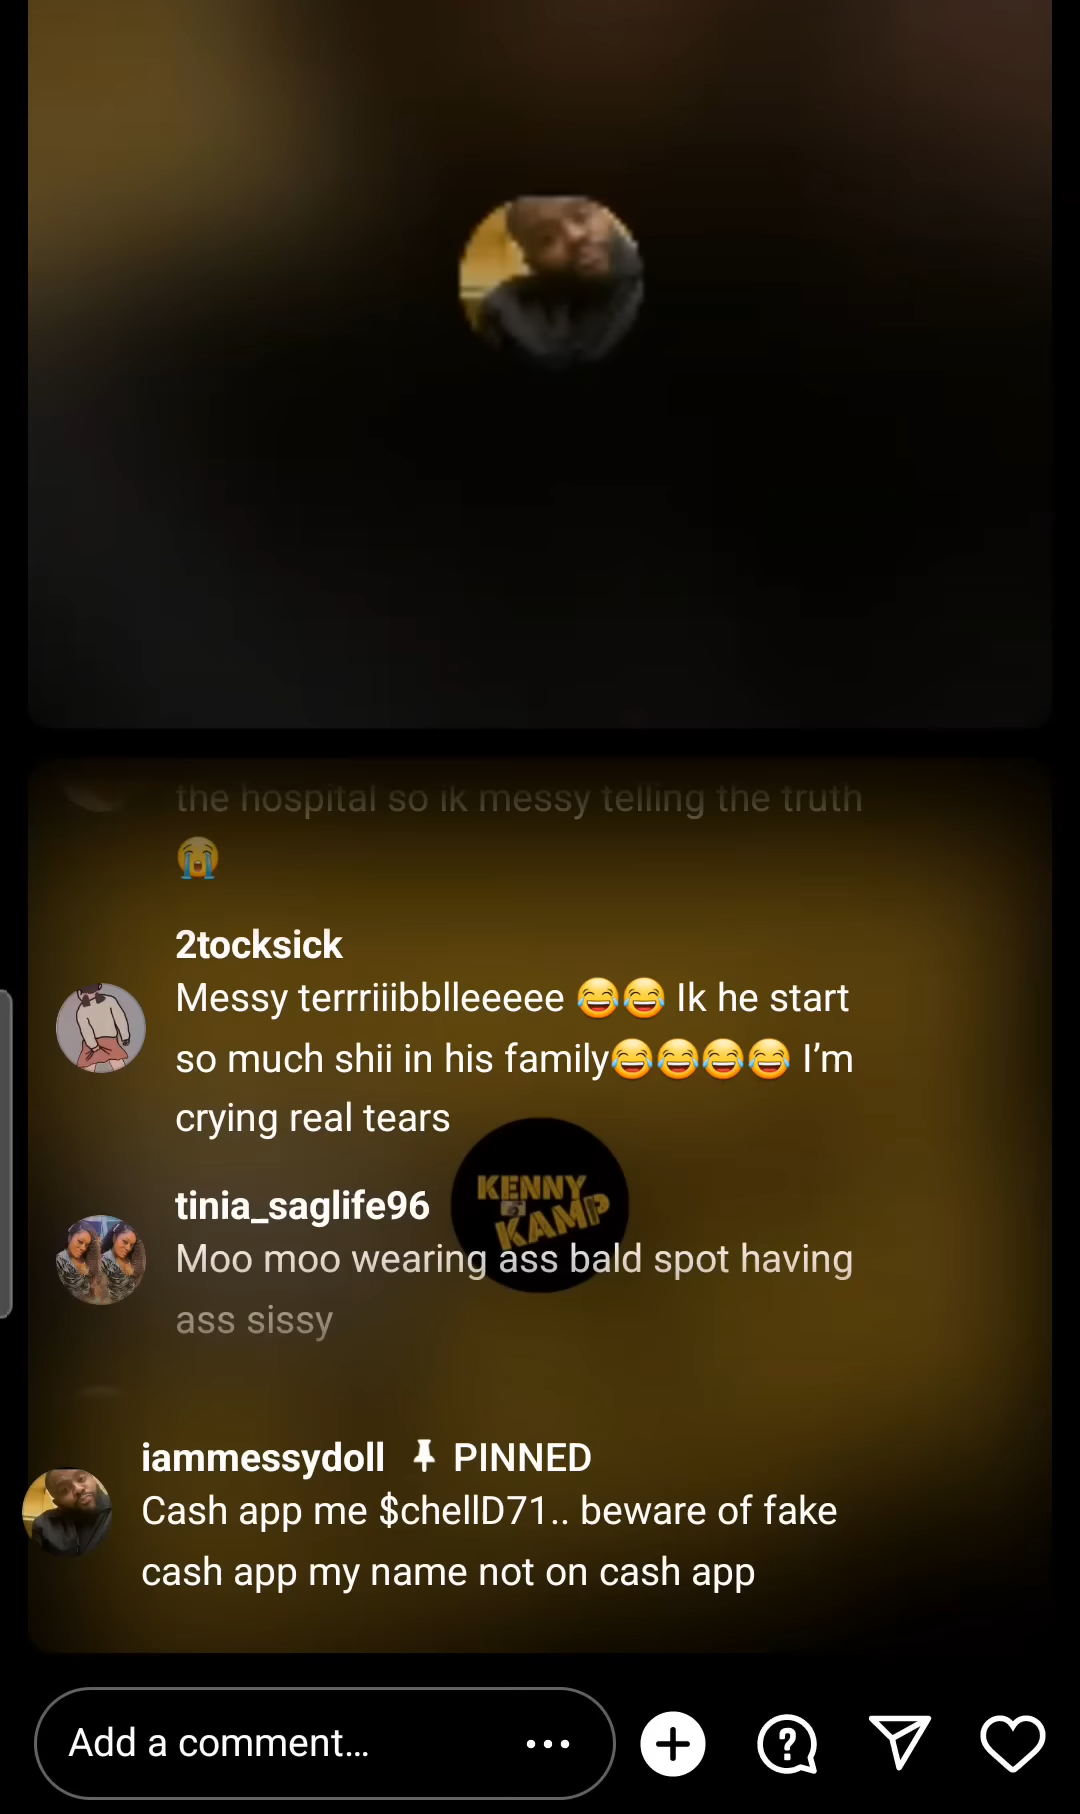 the hospital so ik messy telling the truth
😭
2tocksick
Messy terrriiibblleeeee 😂😂 Ik he start
so much shii in his family😂😂😂😂 I’m
crying real tears
KENNY
KAMP
tinia_saglife96
Moo moo wearing ass bald spot having
ass sissy
iammessydoll 📌 PINNED
Cash app me $chellD71.. beware of fake
cash app my name not on cash app
Add a comment...